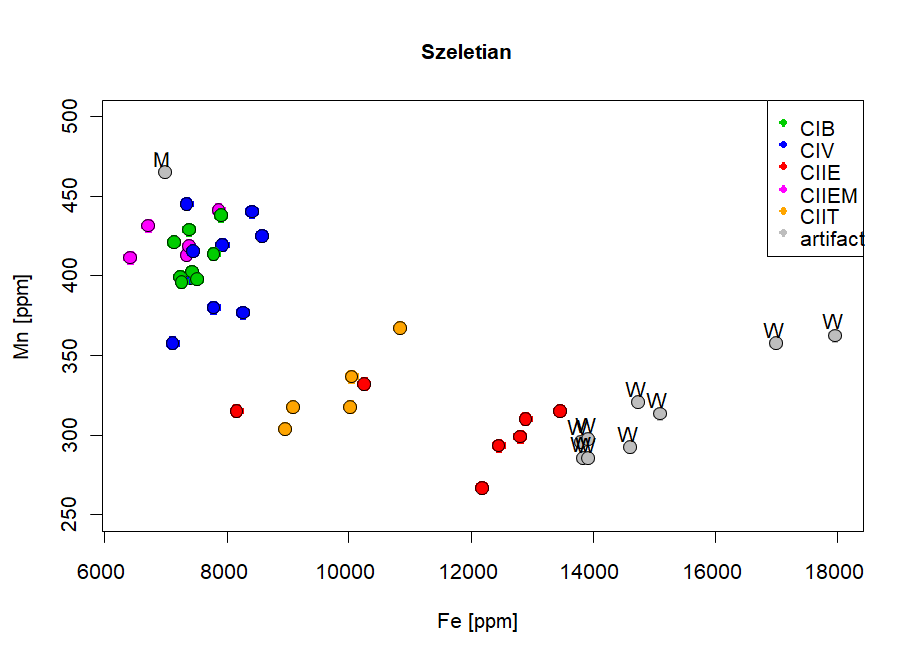 Szeletian
500
450
400
350
300
250
Mn [ppm]
M
W
W
W
W
W
W
W
W
W
CIB
CIV
CIIE
CIIEM
CIIT
artifact
6000
8000
10000
12000
14000
16000
18000
Fe [ppm]